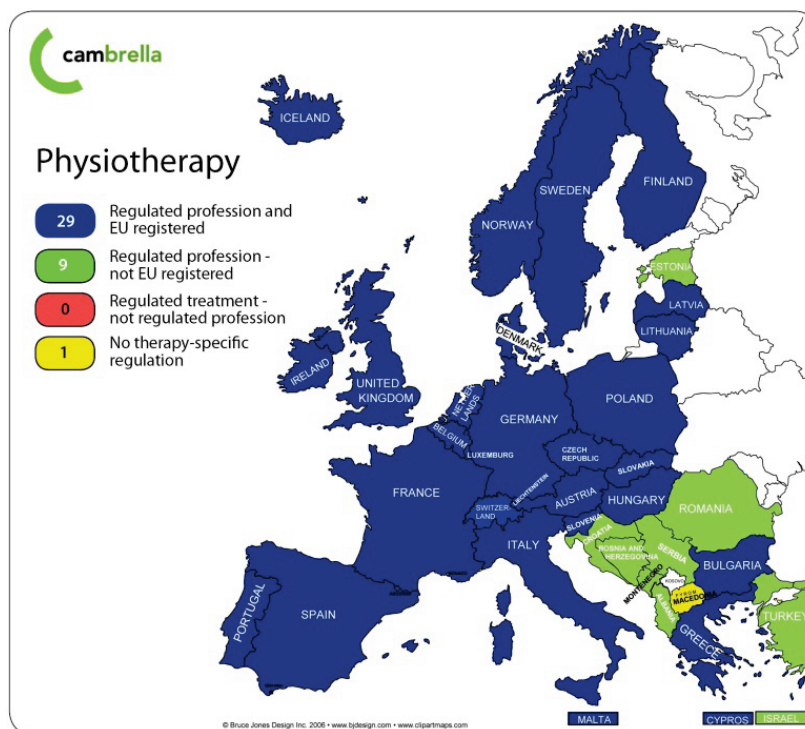 cambrella
Physiotherapy
29
Regulated profession and
EU registered
9
Regulated profession -
not EU registered
0
Regulated treatment -
not regulated profession
1
No therapy-specific
regulation
ICELAND
NORWAY
SWEDEN
FINLAND
ESTONIA
LATVIA
LITHUANIA
DENMARK
IRELAND
UNITED
KINGDOM
NETHER-
LANDS
BELGIUM
LUXEMBURG
GERMANY
POLAND
CZECH
REPUBLIC
SLOVAKIA
LIECHTENSTEIN
AUSTRIA
HUNGARY
FRANCE
SWITZER-
LAND
SLOVENIA
CROATIA
ROMANIA
ITALY
BOSNIA AND
HERZEGOVINA
SERBIA
BULGARIA
MONTENEGRO
KOSOVO
FYROM
MACEDONIA
ALBANIA
TURKEY
GREECE
PORTUGAL
SPAIN
MALTA
CYPROS
ISRAEL
© Bruce Jones Design Inc. 2006 • www.bjdesign.com • www.clipartmaps.com